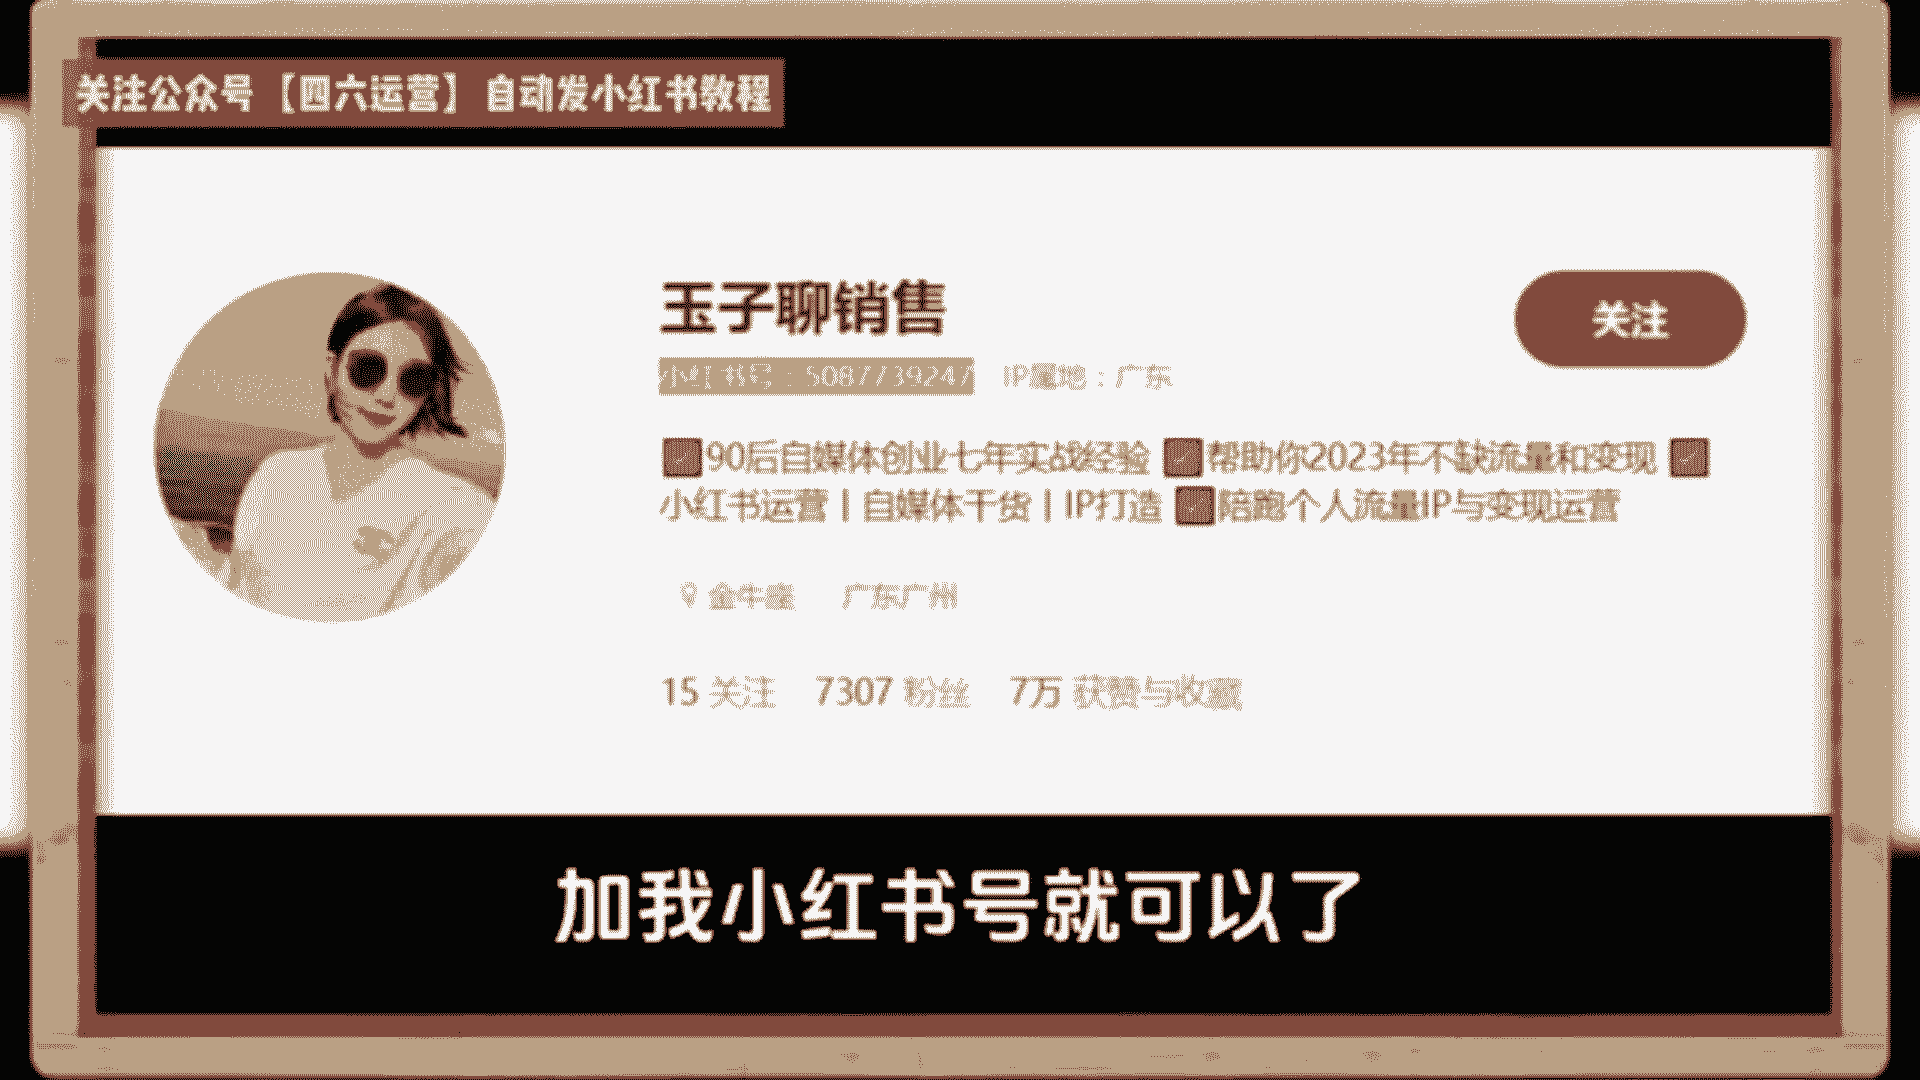 关注公众号【四六运营】自动发小红书教程
玉子聊销售
关注
小红书号：5087739247 IP属地：广东
90后自媒体创业七年实战经验 帮助你2023年不缺流量和变现
小红书运营丨自媒体干货丨IP打造 陪跑个人流量IP与变现运营
金牛座 广东广州
15 关注 7307 粉丝 7万 获赞与收藏
加我小红书号就可以了